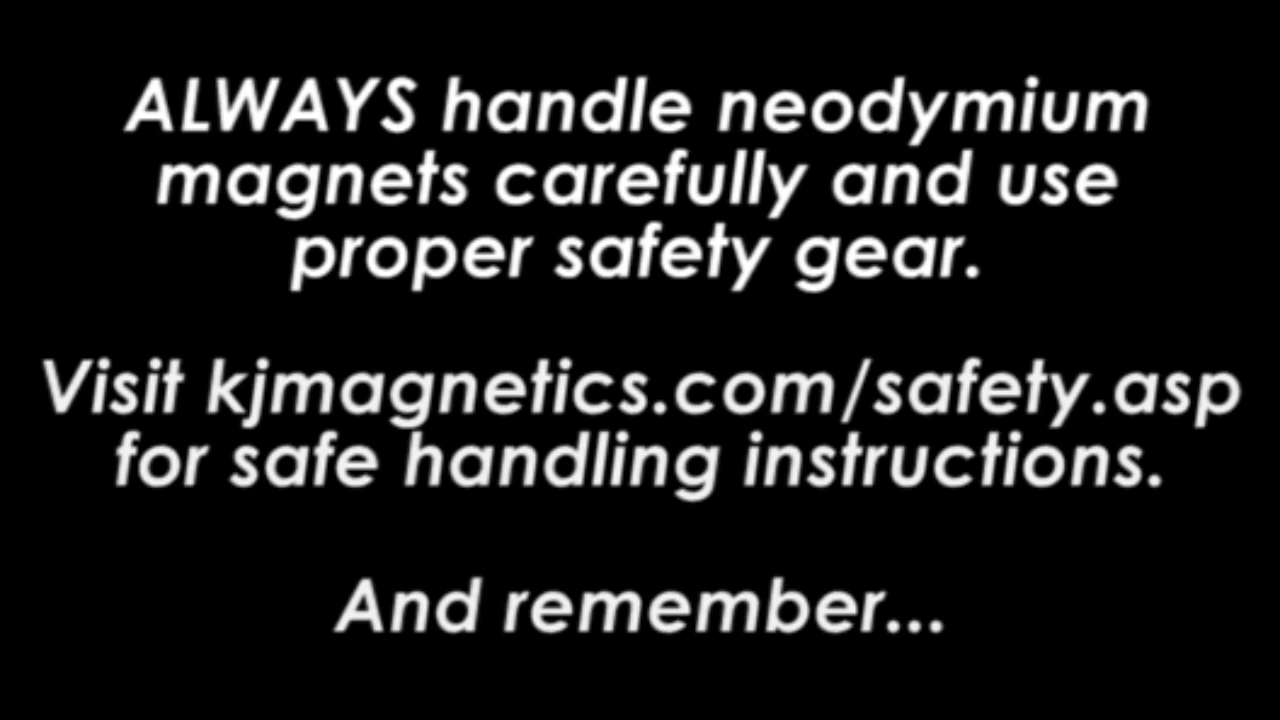 ALWAYS handle neodymium
magnets carefully and use
proper safety gear.
Visit kjmagnetics.com/safety.asp
for safe handling instructions.
And remember...